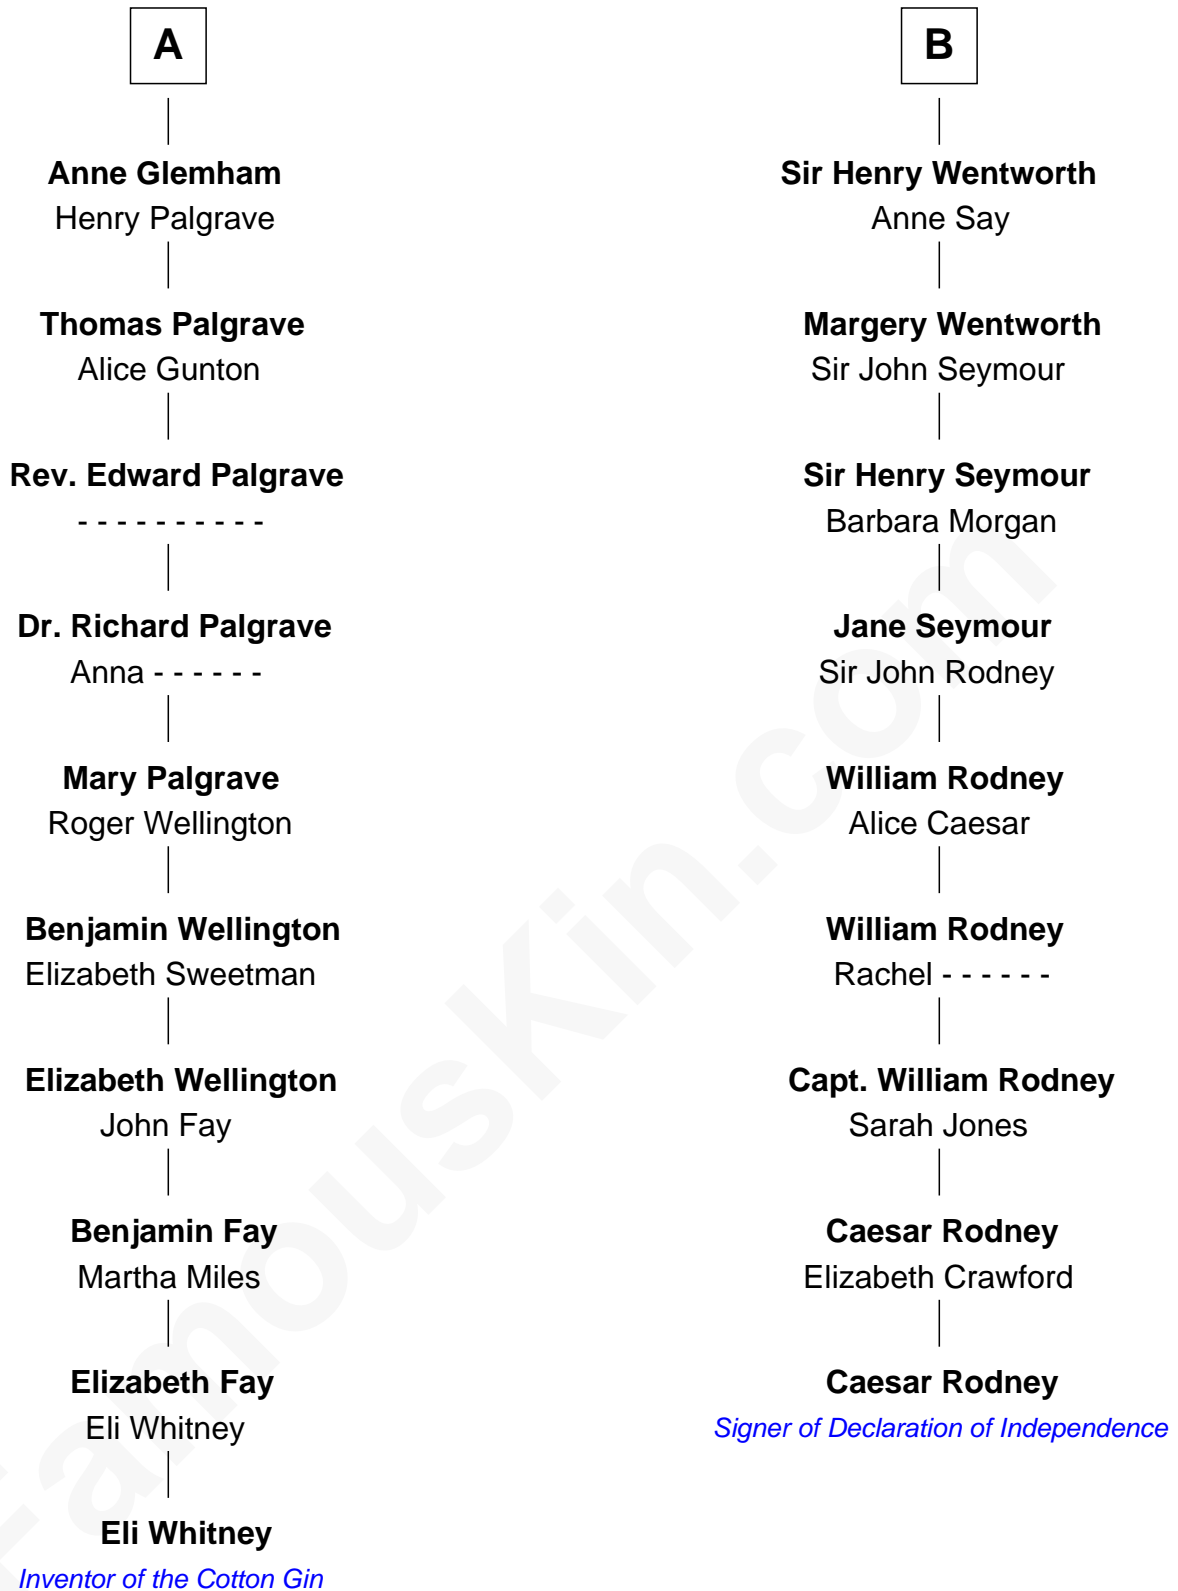 A
Anne Glemham
Henry Palgrave
Thomas Palgrave
Alice Gunton
Rev. Edward Palgrave
- - - - - - - - - -
Dr. Richard Palgrave
Anna - - - - - -
Mary Palgrave
Roger Wellington
Benjamin Wellington
Elizabeth Sweetman
Elizabeth Wellington
John Fay
Benjamin Fay
Martha Miles
Elizabeth Fay
Eli Whitney
Eli Whitney
Inventor of the Cotton Gin
B
Sir Henry Wentworth
Anne Say
Margery Wentworth
Sir John Seymour
Sir Henry Seymour
Barbara Morgan
Jane Seymour
Sir John Rodney
William Rodney
Alice Caesar
William Rodney
Rachel - - - - - -
Capt. William Rodney
Sarah Jones
Caesar Rodney
Elizabeth Crawford
Caesar Rodney
Signer of Declaration of Independence
FamousKin.com